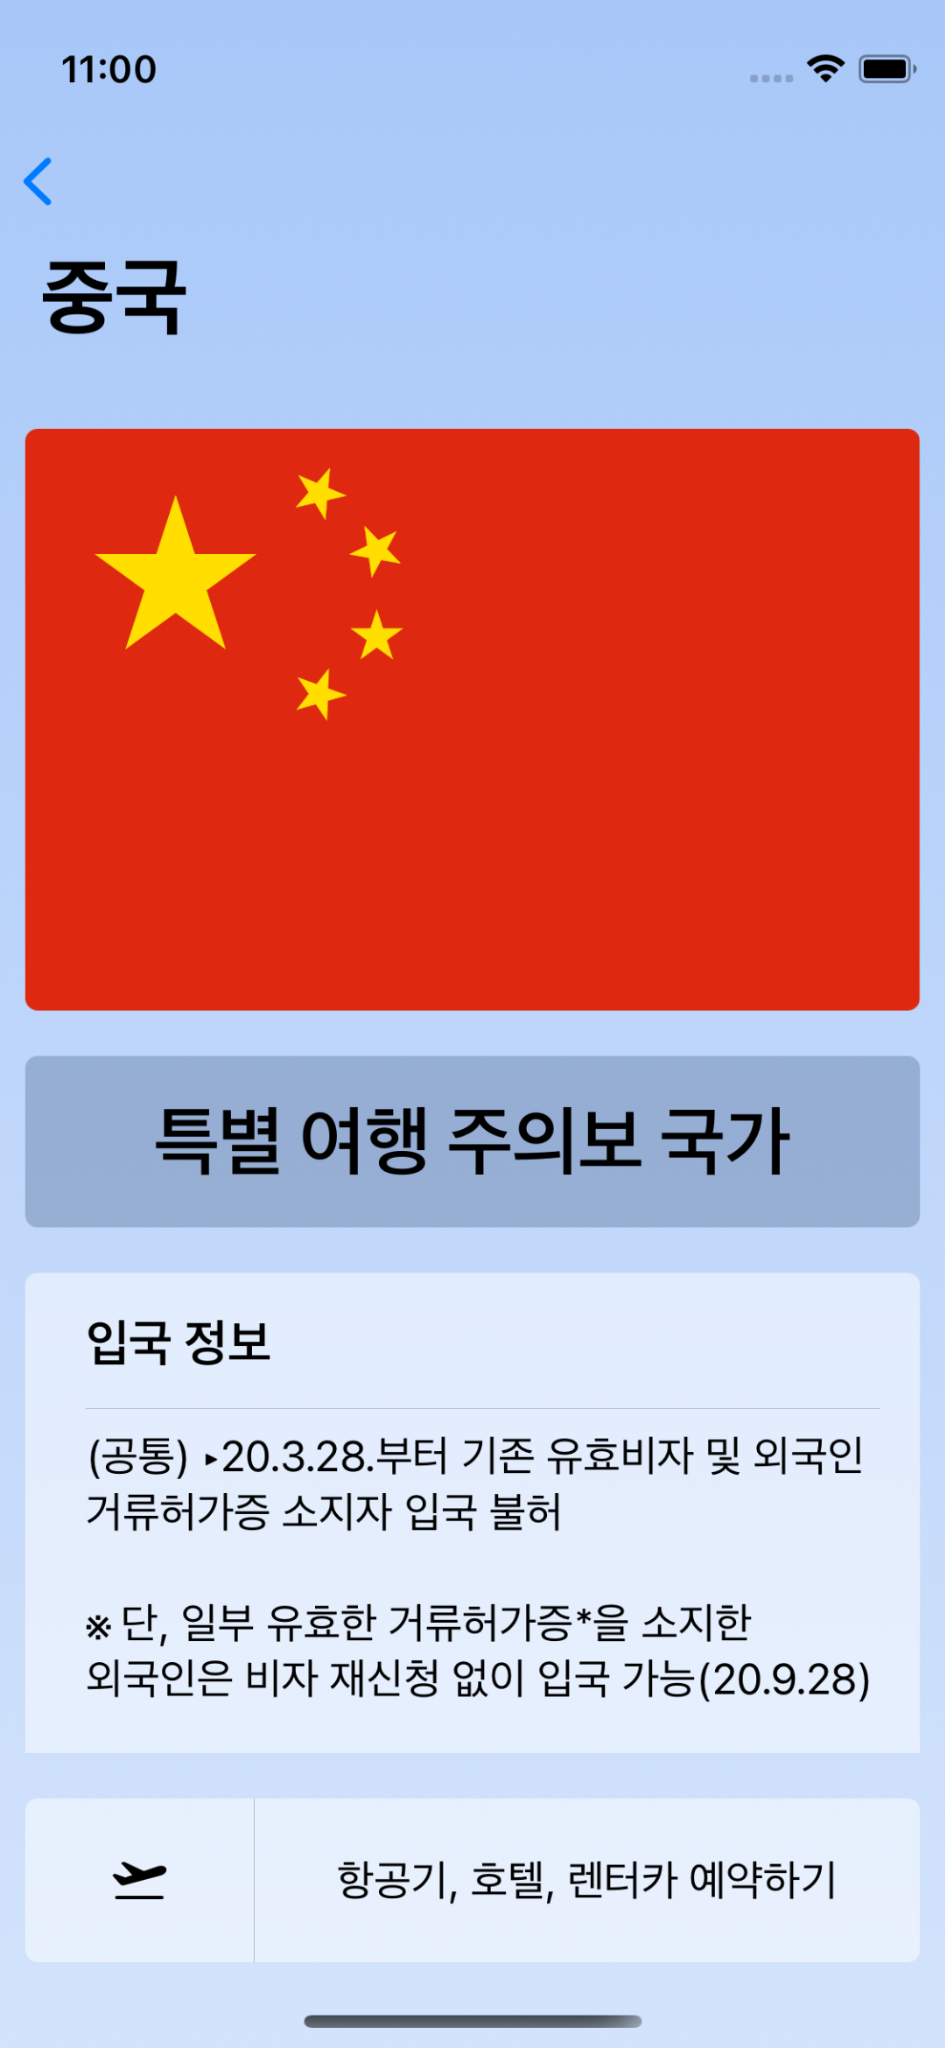 11:00
중국
특별 여행 주의보 국가
입국 정보
(공통) ▸20.3.28.부터 기존 유효비자 및 외국인
거류허가증 소지자 입국 불허
※ 단, 일부 유효한 거류허가증*을 소지한
외국인은 비자 재신청 없이 입국 가능(20.9.28)
항공기, 호텔, 렌터카 예약하기